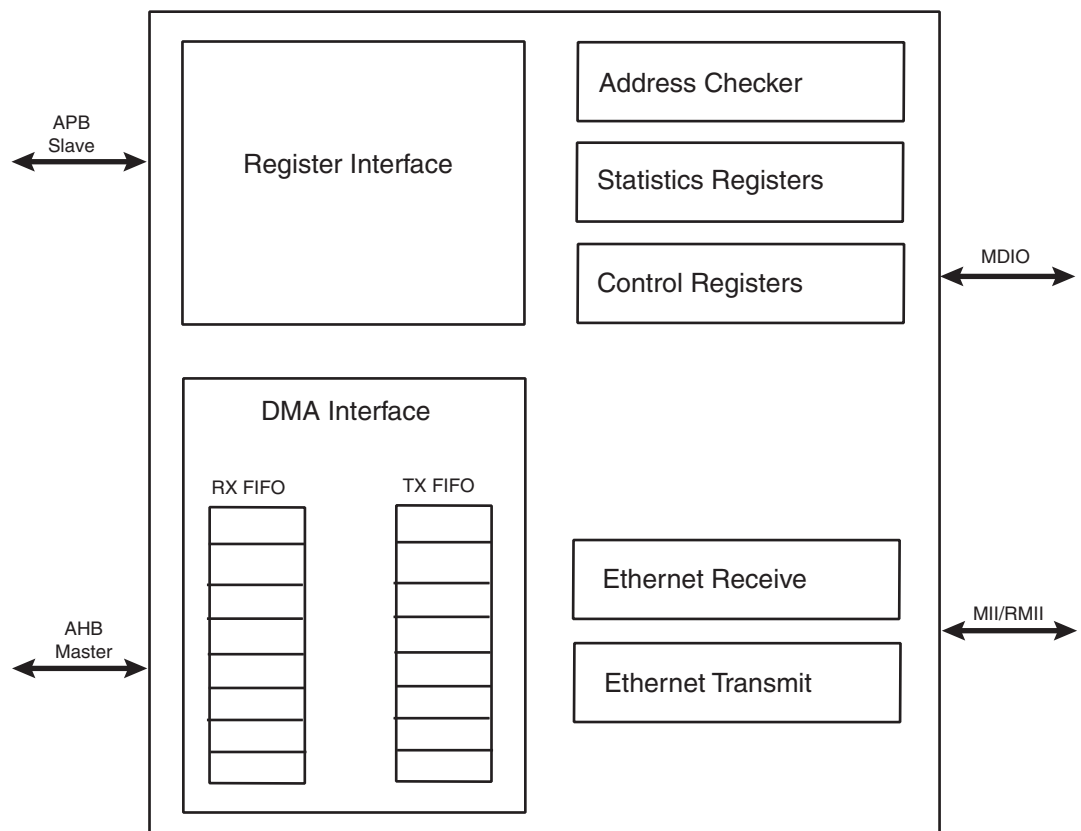 APB
Slave
Register Interface
Address Checker
Statistics Registers
Control Registers
MDIO
DMA Interface
RX FIFO
TX FIFO
AHB
Master
Ethernet Receive
Ethernet Transmit
MII/RMII